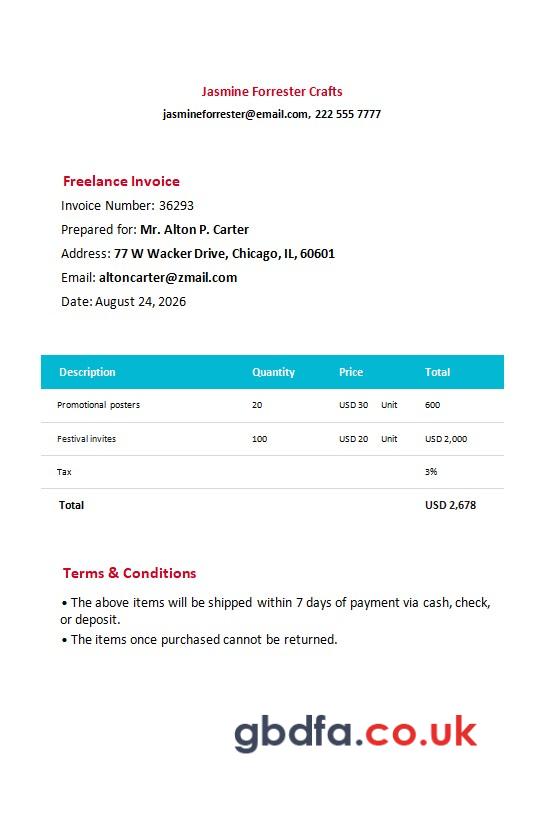 Jasmine Forrester Crafts
jasmineforrester@email.com, 222 555 7777
Freelance Invoice
Invoice Number: 36293
Prepared for: Mr. Alton P. Carter
Address: 77 W Wacker Drive, Chicago, IL, 60601
Email: altoncarter@zmail.com
Date: August 24, 2026
Description Quantity Price Total
Promotional posters 20 USD 30 Unit 600
Festival invites 100 USD 20 Unit USD 2,000
Tax 3%
Total USD 2,678
Terms & Conditions
• The above items will be shipped within 7 days of payment via cash, check,
or deposit.
• The items once purchased cannot be returned.
gbdfa.co.uk